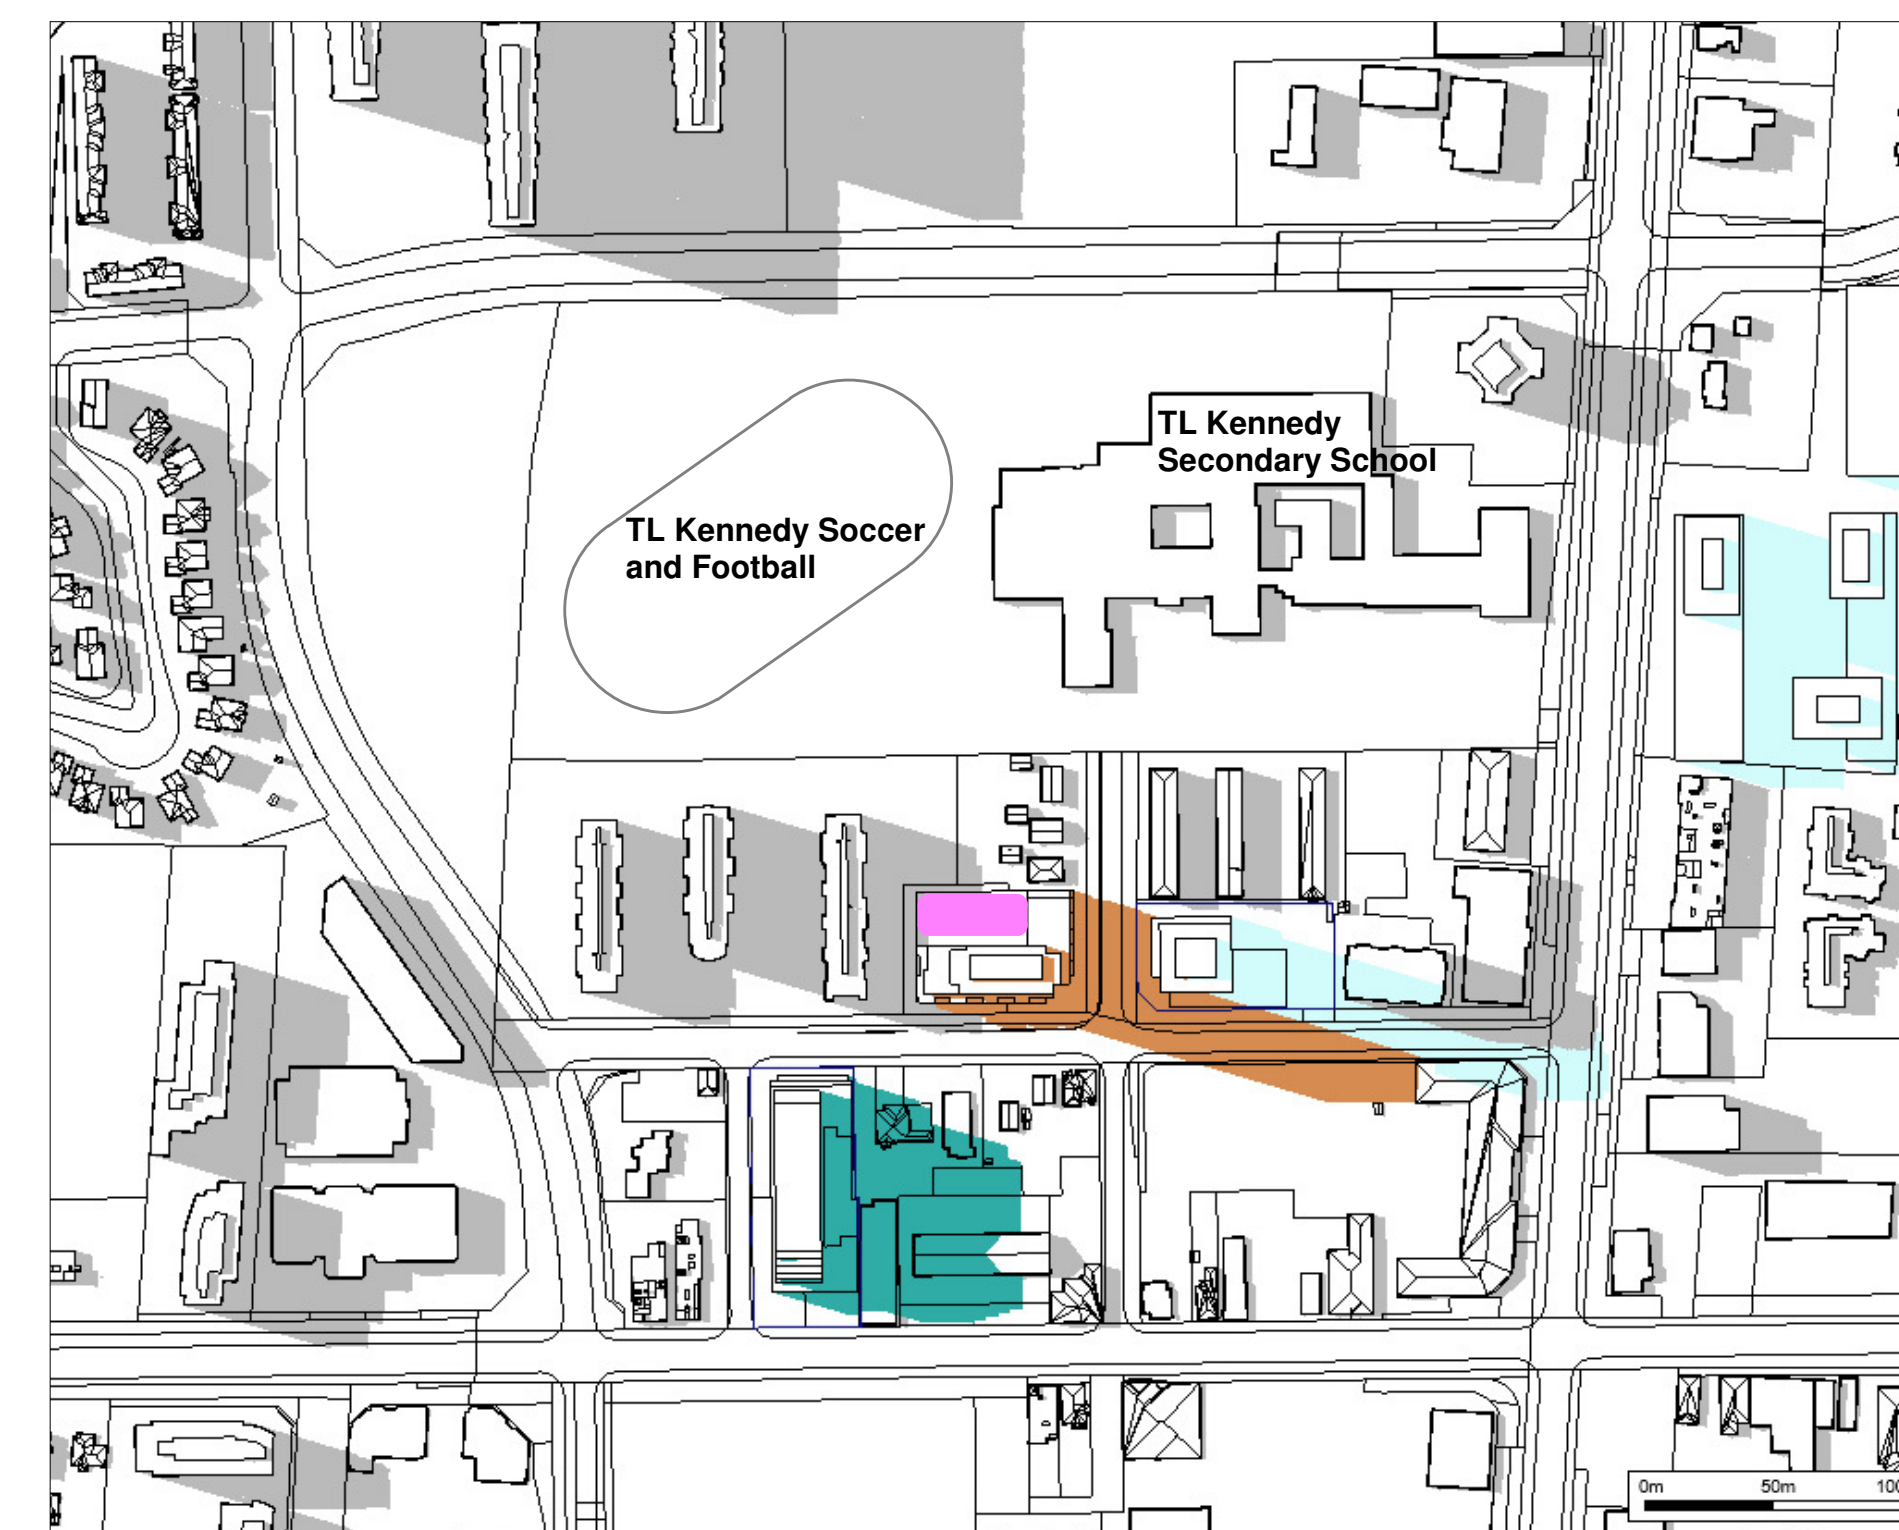 TL Kennedy
Secondary School
TL Kennedy Soccer
and Football
0m 50m 100